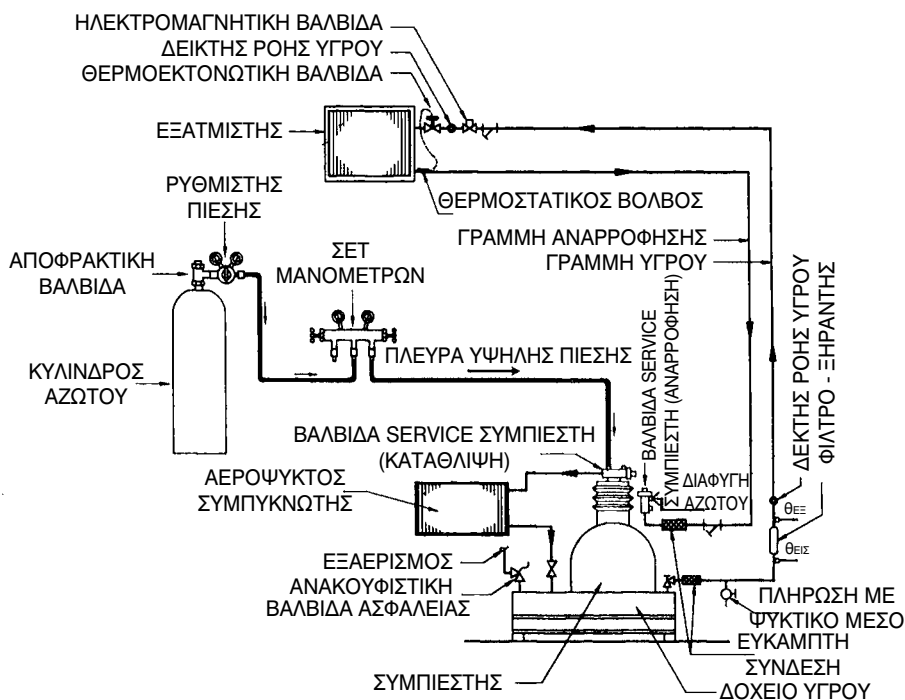 ΗΛΕΚΤΡΟΜΑΓΝΗΤΙΚΗ ΒΑΛΒΙΔΑ
ΔΕΙΚΤΗΣ ΡΟΗΣ ΥΓΡΟΥ
ΘΕΡΜΟΕΚΤΟΝΩΤΙΚΗ ΒΑΛΒΙΔΑ
ΕΞΑΤΜΙΣΤΗΣ
ΡΥΘΜΙΣΤΗΣ
ΠΙΕΣΗΣ
ΘΕΡΜΟΣΤΑΤΙΚΟΣ ΒΟΛΒΟΣ
ΓΡΑΜΜΗ ΑΝΑΡΡΟΦΗΣΗΣ
ΓΡΑΜΜΗ ΥΓΡΟΥ
ΑΠΟΦΡΑΚΤΙΚΗ
ΒΑΛΒΙΔΑ
ΣΕΤ
ΜΑΝΟΜΕΤΡΩΝ
ΚΥΛΙΝΔΡΟΣ
ΑΖΩΤΟΥ
ΠΛΕΥΡΑ ΥΨΗΛΗΣ ΠΙΕΣΗΣ
ΒΑΛΒΙΔΑ SERVICE
ΣΥΜΠΙΕΣΤΗ (ΑΝΑΡΡΟΦΗΣΗ)
ΔΕΚΤΗΣ ΡΟΗΣ ΥΓΡΟΥ
ΦΙΛΤΡΟ - ΞΗΡΑΝΤΗΣ
ΒΑΛΒΙΔΑ SERVICE ΣΥΜΠΙΕΣΤΗ
(ΚΑΤΑΘΛΙΨΗ)
ΑΕΡΟΨΥΚΤΟΣ
ΣΥΜΠΥΚΝΩΤΗΣ
ΔΙΑΦΥΓΗ
ΑΖΩΤΟΥ
θΕΞ
θΕΙΣ
ΕΞΑΕΡΙΣΜΟΣ
ΑΝΑΚΟΥΦΙΣΤΙΚΗ
ΒΑΛΒΙΔΑ ΑΣΦΑΛΕΙΑΣ
ΠΛΗΡΩΣΗ ΜΕ
ΨΥΚΤΙΚΟ ΜΕΣΟ
ΕΥΚΑΜΠΤΗ
ΣΥΝΔΕΣΗ
ΔΟΧΕΙΟ ΥΓΡΟΥ
ΣΥΜΠΙΕΣΤΗΣ